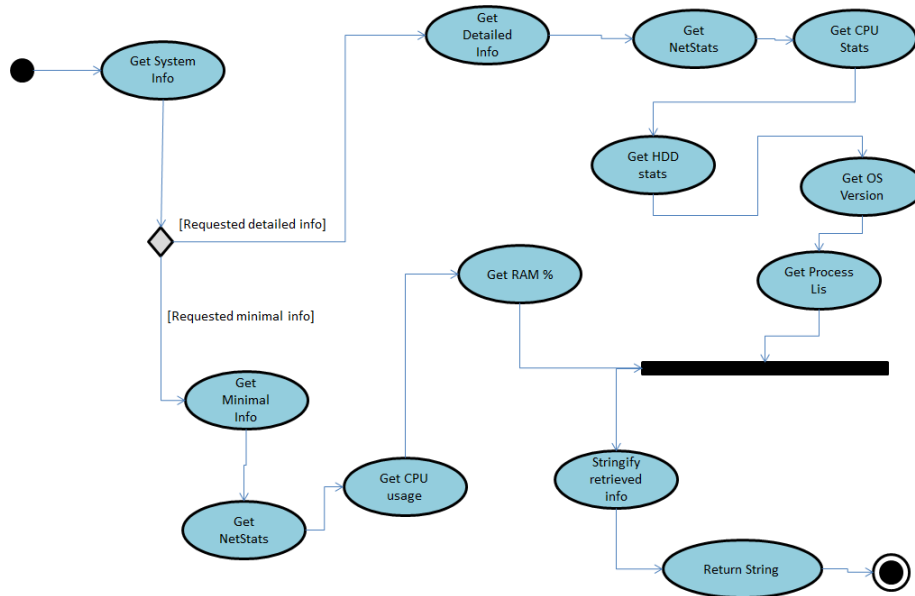 Get System
Info
Get
Detailed
Info
Get
NetStats
Get CPU
Stats
Get HDD
stats
Get OS
Version
[Requested detailed info]
Get RAM %
Get Process
Lis
[Requested minimal info]
Get
Minimal
Info
Get CPU
usage
Stringify
retrieved
info
Get
NetStats
Return String